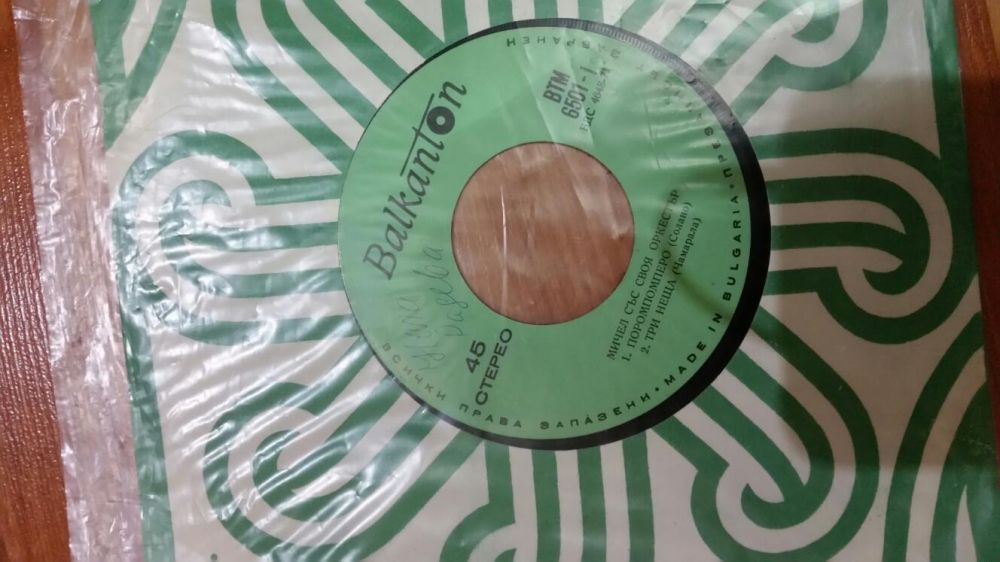 Balkanton
ВТМ
6501-I
45
СТЕРЕО
МИЧЕЛ СЪС СВОЯ ОРКЕСТЪР
1. ПОРОМПОМПЕРО (Солано)
2. ТРИ НЕЩА (Чамарала)
ВСИЧКИ ПРАВА ЗАПАЗЕНИ • MADE IN BULGARIA •